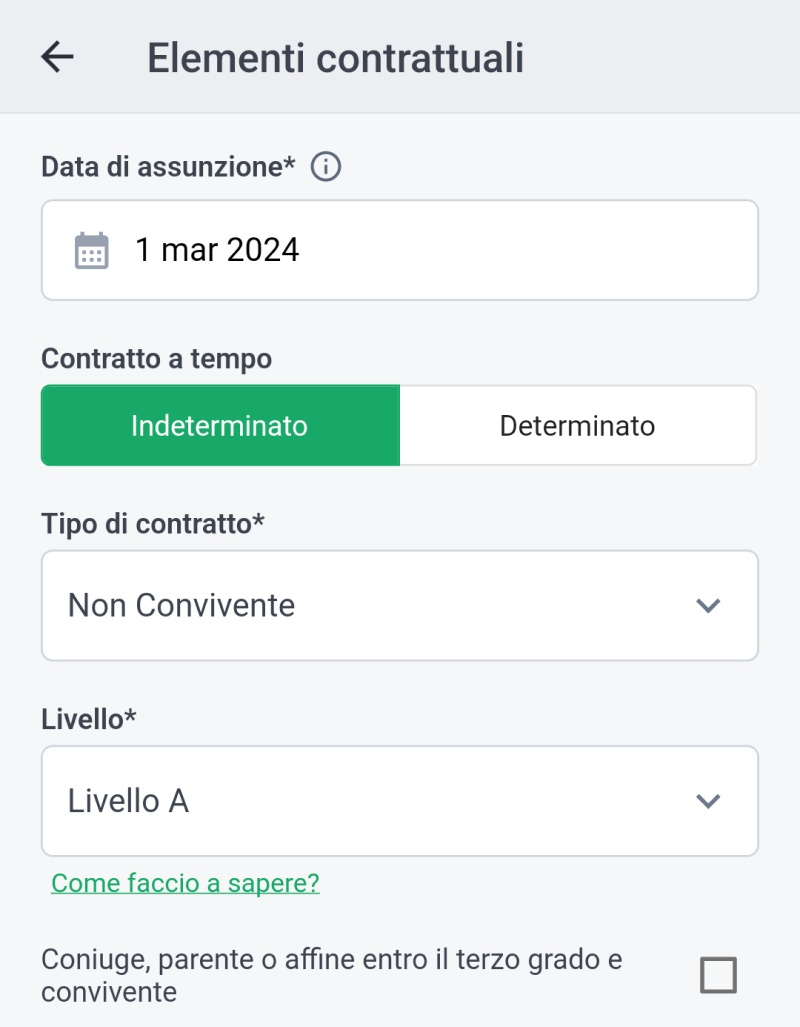 Elementi contrattuali
Data di assunzione*
1 mar 2024
Contratto a tempo
Indeterminato
Determinato
Tipo di contratto*
Non Convivente
Livello*
Livello A
Come faccio a sapere?
Coniuge, parente o affine entro il terzo grado e
convivente